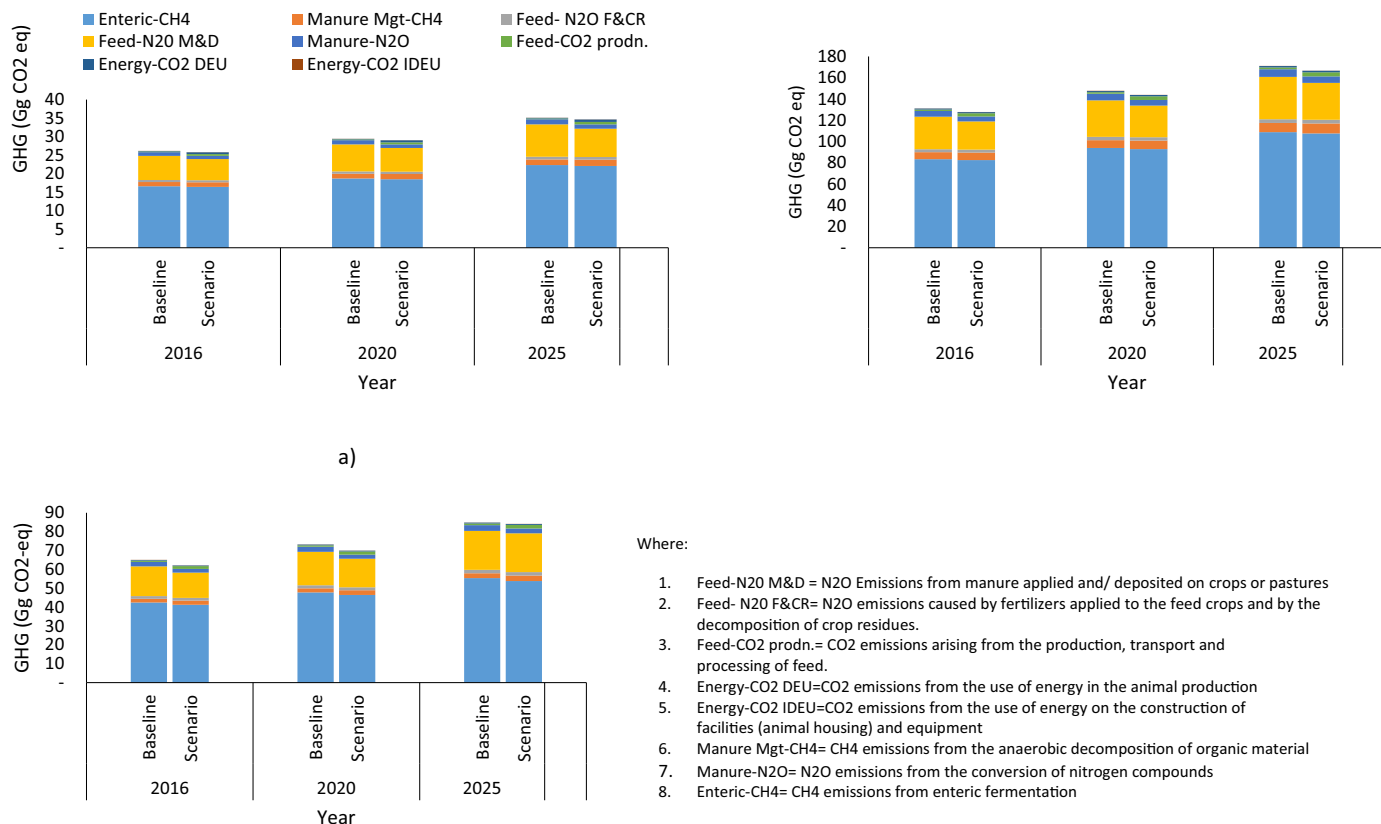 Enteric-CH4
Manure Mgt-CH4
Feed- N2O F&CR
Feed-N20 M&D
Manure-N2O
Feed-CO2 prodn.
Energy-CO2 DEU
Energy-CO2 IDEU
GHG (Gg CO2 eq)
40
35
30
25
20
15
10
5
-
Baseline
Scenario
Baseline
Scenario
Baseline
Scenario
2016
2020
2025
Year
a)
GHG (Gg CO2 eq)
180
160
140
120
100
80
60
40
20
-
Baseline
Scenario
Baseline
Scenario
Baseline
Scenario
2016
2020
2025
Year
GHG (Gg CO2-eq)
90
80
70
60
50
40
30
20
10
-
Baseline
Scenario
Baseline
Scenario
Baseline
Scenario
2016
2020
2025
Year
Where:
1. Feed-N20 M&D = N2O Emissions from manure applied and/ deposited on crops or pastures
2. Feed- N20 F&CR= N2O emissions caused by fertilizers applied to the feed crops and by the
decomposition of crop residues.
3. Feed-CO2 prodn.= CO2 emissions arising from the production, transport and
processing of feed.
4. Energy-CO2 DEU=CO2 emissions from the use of energy in the animal production
5. Energy-CO2 IDEU=CO2 emissions from the use of energy on the construction of
facilities (animal housing) and equipment
6. Manure Mgt-CH4= CH4 emissions from the anaerobic decomposition of organic material
7. Manure-N2O= N2O emissions from the conversion of nitrogen compounds
8. Enteric-CH4= CH4 emissions from enteric fermentation